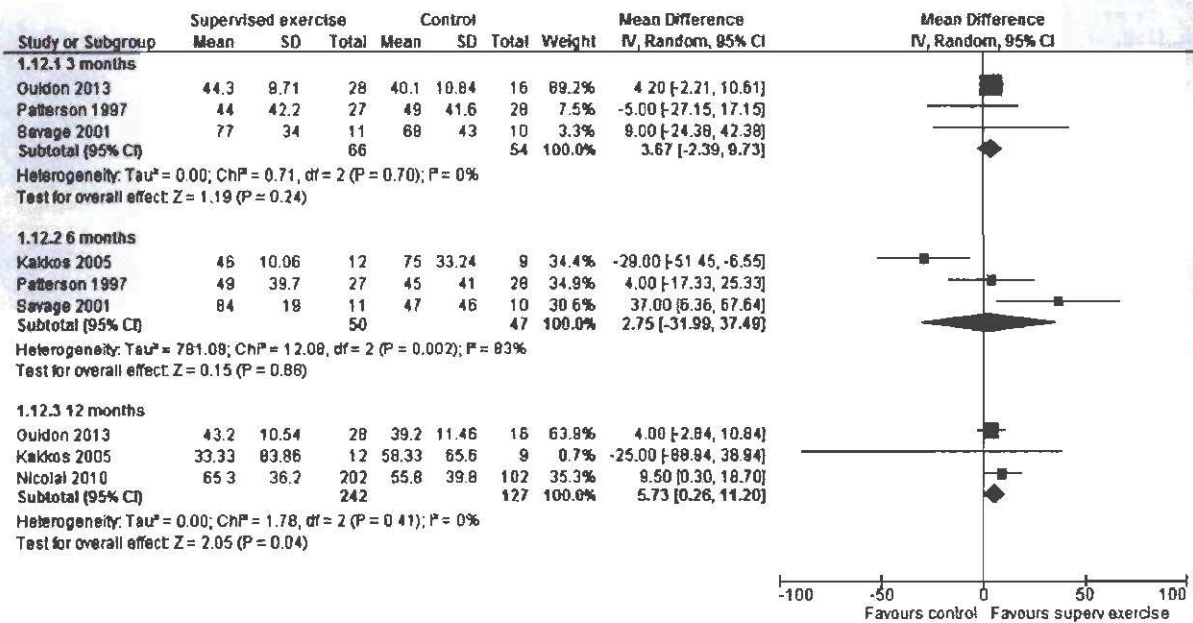 Supervised exercise Control Mean Difference Mean Difference
Study or Subgroup Mean SD Total Mean SD Total Weight IV, Random, 95% CI IV, Random, 95% CI
1.12.1 3 months
Guidon 2013 44.3 9.71 28 40.1 10.84 16 89.2% 4.20 [-2.21, 10.61]
Patterson 1997 44 42.2 27 49 41.6 28 7.5% -5.00 [-27.15, 17.15]
Savage 2001 77 34 11 68 43 10 3.3% 9.00 [-24.38, 42.38]
Subtotal (95% CI) 66 54 100.0% 3.67 [-2.39, 9.73]
Heterogeneity: Tau² = 0.00; Chi² = 0.71, df = 2 (P = 0.70); I² = 0%
Test for overall effect: Z = 1.19 (P = 0.24)
1.12.2 6 months
Kakkos 2005 46 10.06 12 75 33.24 9 34.4% -29.00 [-51.45, -6.55]
Patterson 1997 49 39.7 27 45 41 28 34.9% 4.00 [-17.33, 25.33]
Savage 2001 84 18 11 47 46 10 30.6% 37.00 [6.36, 67.64]
Subtotal (95% CI) 50 47 100.0% 2.75 [-31.99, 37.49]
Heterogeneity: Tau² = 781.08; Chi² = 12.08, df = 2 (P = 0.002); I² = 83%
Test for overall effect: Z = 0.15 (P = 0.88)
1.12.3 12 months
Guidon 2013 43.2 10.54 28 39.2 11.46 16 63.9% 4.00 [-2.84, 10.84]
Kakkos 2005 33.33 83.86 12 58.33 65.6 9 0.7% -25.00 [-88.94, 38.94]
Nicolai 2010 65.3 36.2 202 55.8 39.8 102 35.3% 9.50 [0.30, 18.70]
Subtotal (95% CI) 242 127 100.0% 5.73 [0.26, 11.20]
Heterogeneity: Tau² = 0.00; Chi² = 1.78, df = 2 (P = 0.41); I² = 0%
Test for overall effect: Z = 2.05 (P = 0.04)
-100 -50 0 50 100
Favours control Favours superv exercise